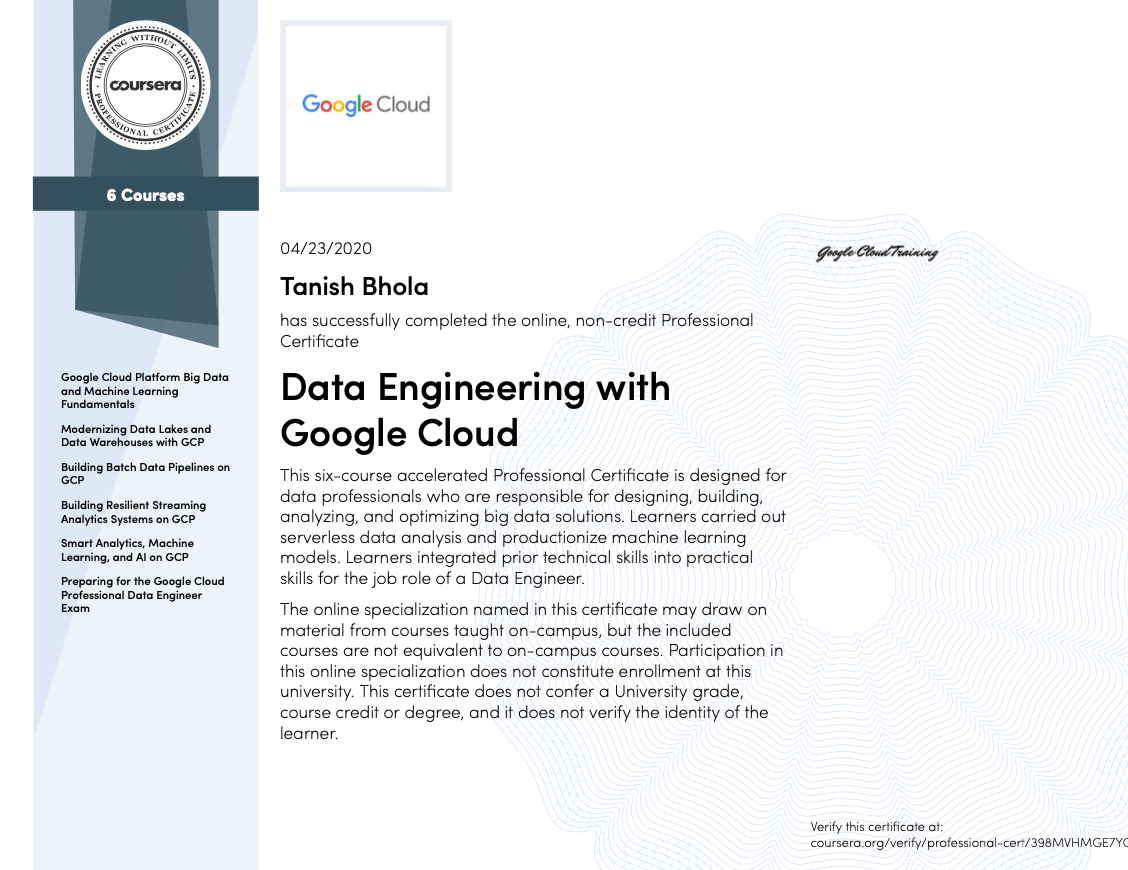 LEARNING WITHOUT LIMITS
coursera
PROFESSIONAL CERTIFICATE
6 Courses
Google Cloud
04/23/2020
Google Cloud Training
Tanish Bhola
has successfully completed the online, non-credit Professional
Certificate
Data Engineering with
Google Cloud
This six-course accelerated Professional Certificate is designed for
data professionals who are responsible for designing, building,
analyzing, and optimizing big data solutions. Learners carried out
serverless data analysis and productionize machine learning
models. Learners integrated prior technical skills into practical
skills for the job role of a Data Engineer.
The online specialization named in this certificate may draw on
material from courses taught on-campus, but the included
courses are not equivalent to on-campus courses. Participation in
this online specialization does not constitute enrollment at this
university. This certificate does not confer a University grade,
course credit or degree, and it does not verify the identity of the
learner.
Google Cloud Platform Big Data
and Machine Learning
Fundamentals
Modernizing Data Lakes and
Data Warehouses with GCP
Building Batch Data Pipelines on
GCP
Building Resilient Streaming
Analytics Systems on GCP
Smart Analytics, Machine
Learning, and AI on GCP
Preparing for the Google Cloud
Professional Data Engineer
Exam
Verify this certificate at:
coursera.org/verify/professional-cert/398MVHMGE7Y